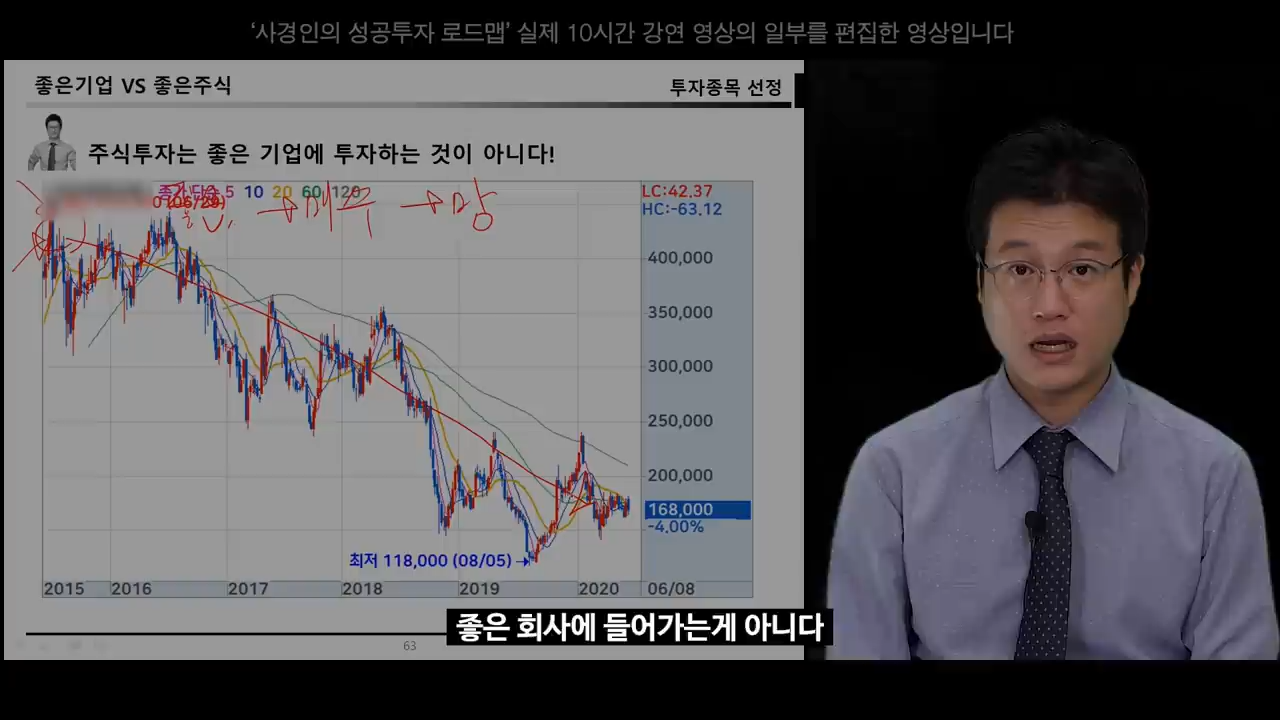 ‘사경인의 성공투자 로드맵’ 실제 10시간 강연 영상의 일부를 편집한 영상입니다
좋은기업 VS 좋은주식
투자종목 선정
주식투자는 좋은 기업에 투자하는 것이 아니다!
5 10 20 60 120
(06/29)
→매수 →망
LC:42.37
HC:-63.12
400,000
350,000
300,000
250,000
200,000
168,000
-4.00%
최저 118,000 (08/05)→
2015 2016 2017 2018 2019 2020 06/08
좋은 회사에 들어가는게 아니다
63